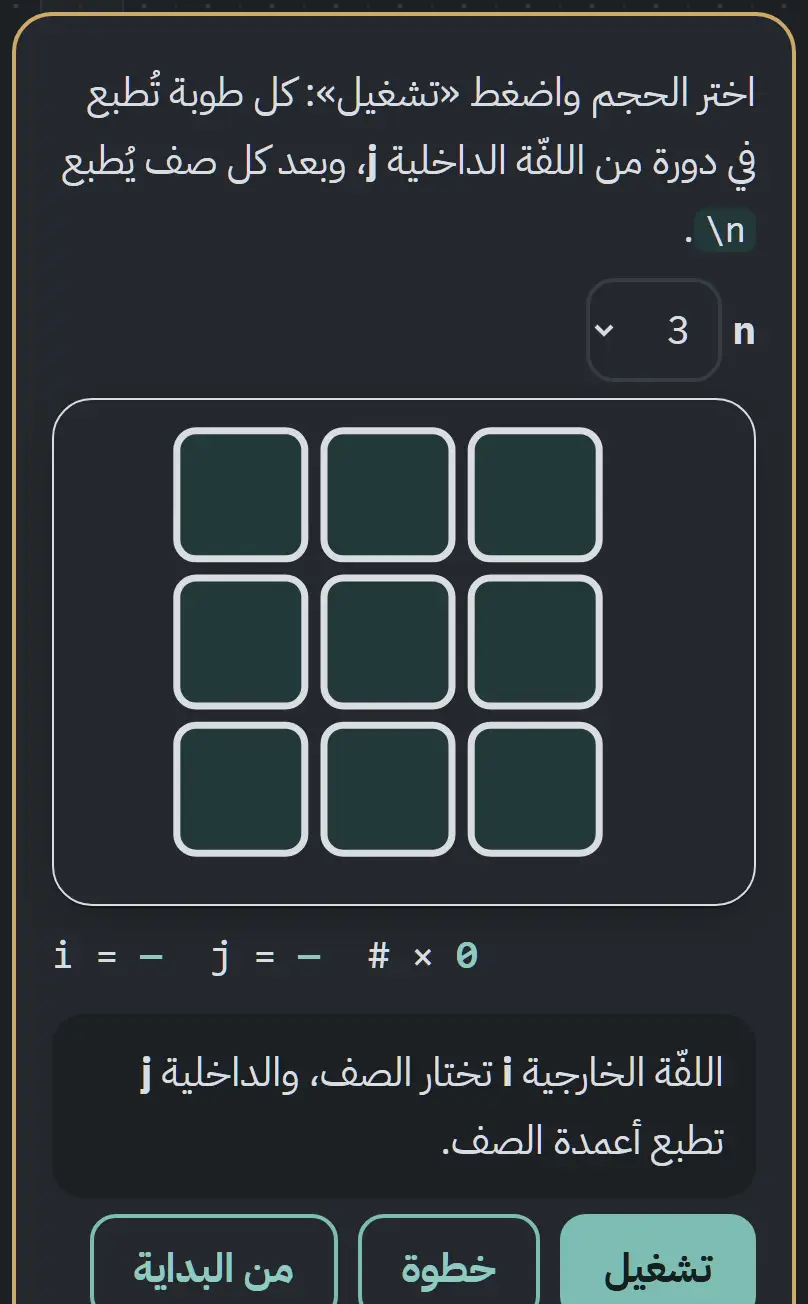 اختر الحجم واضغط «تشغيل»: كل طوبة تُطبع
في دورة من اللفّة الداخلية j، وبعد كل صف يُطبع
\n.
n 3
i = — j = — # × 0
اللفّة الخارجية i تختار الصف، والداخلية j
تطبع أعمدة الصف.
تشغيل خطوة من البداية